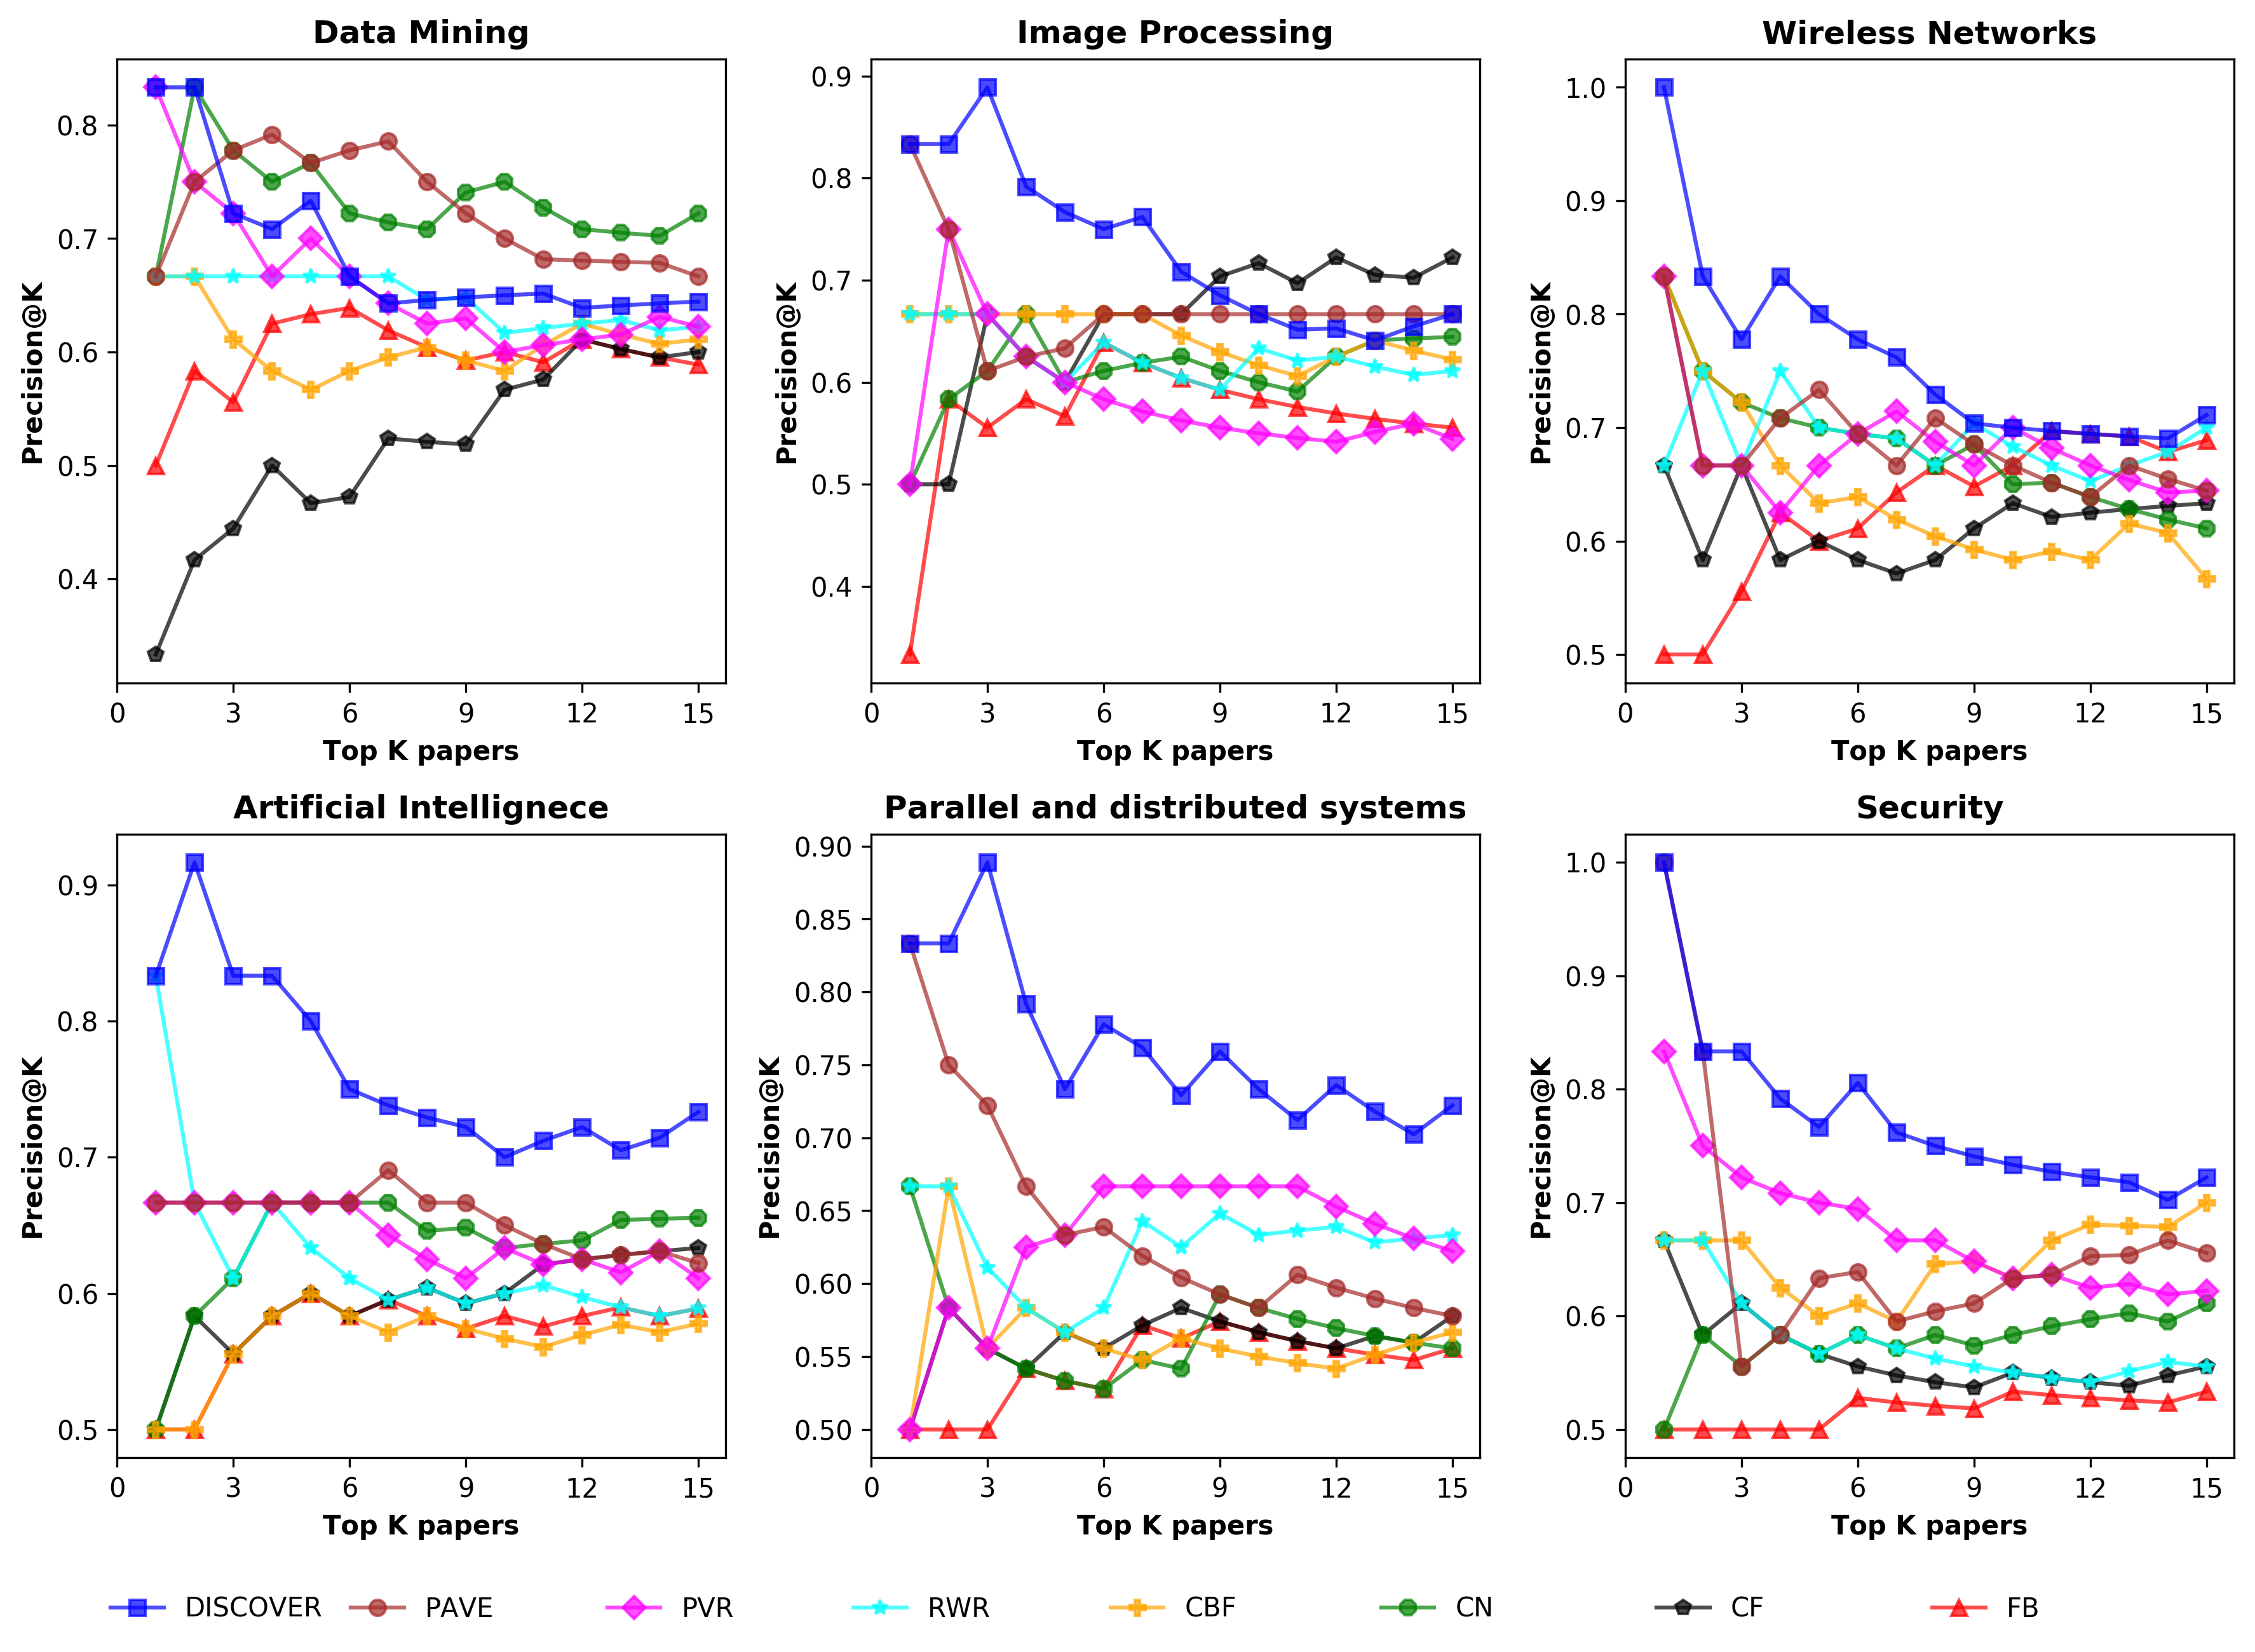 Data Mining
Image Processing
Wireless Networks
0.8
0.7
0.6
0.5
0.4
Precision@K
0 3 6 9 12 15
Top K papers
0.9
0.8
0.7
0.6
0.5
0.4
Precision@K
0 3 6 9 12 15
Top K papers
1.0
0.9
0.8
0.7
0.6
0.5
Precision@K
0 3 6 9 12 15
Top K papers
Artificial Intellignece
Parallel and distributed systems
Security
0.9
0.8
0.7
0.6
0.5
Precision@K
0 3 6 9 12 15
Top K papers
0.90
0.85
0.80
0.75
0.70
0.65
0.60
0.55
0.50
Precision@K
0 3 6 9 12 15
Top K papers
1.0
0.9
0.8
0.7
0.6
0.5
Precision@K
0 3 6 9 12 15
Top K papers
DISCOVER PAVE PVR RWR CBF CN CF FB